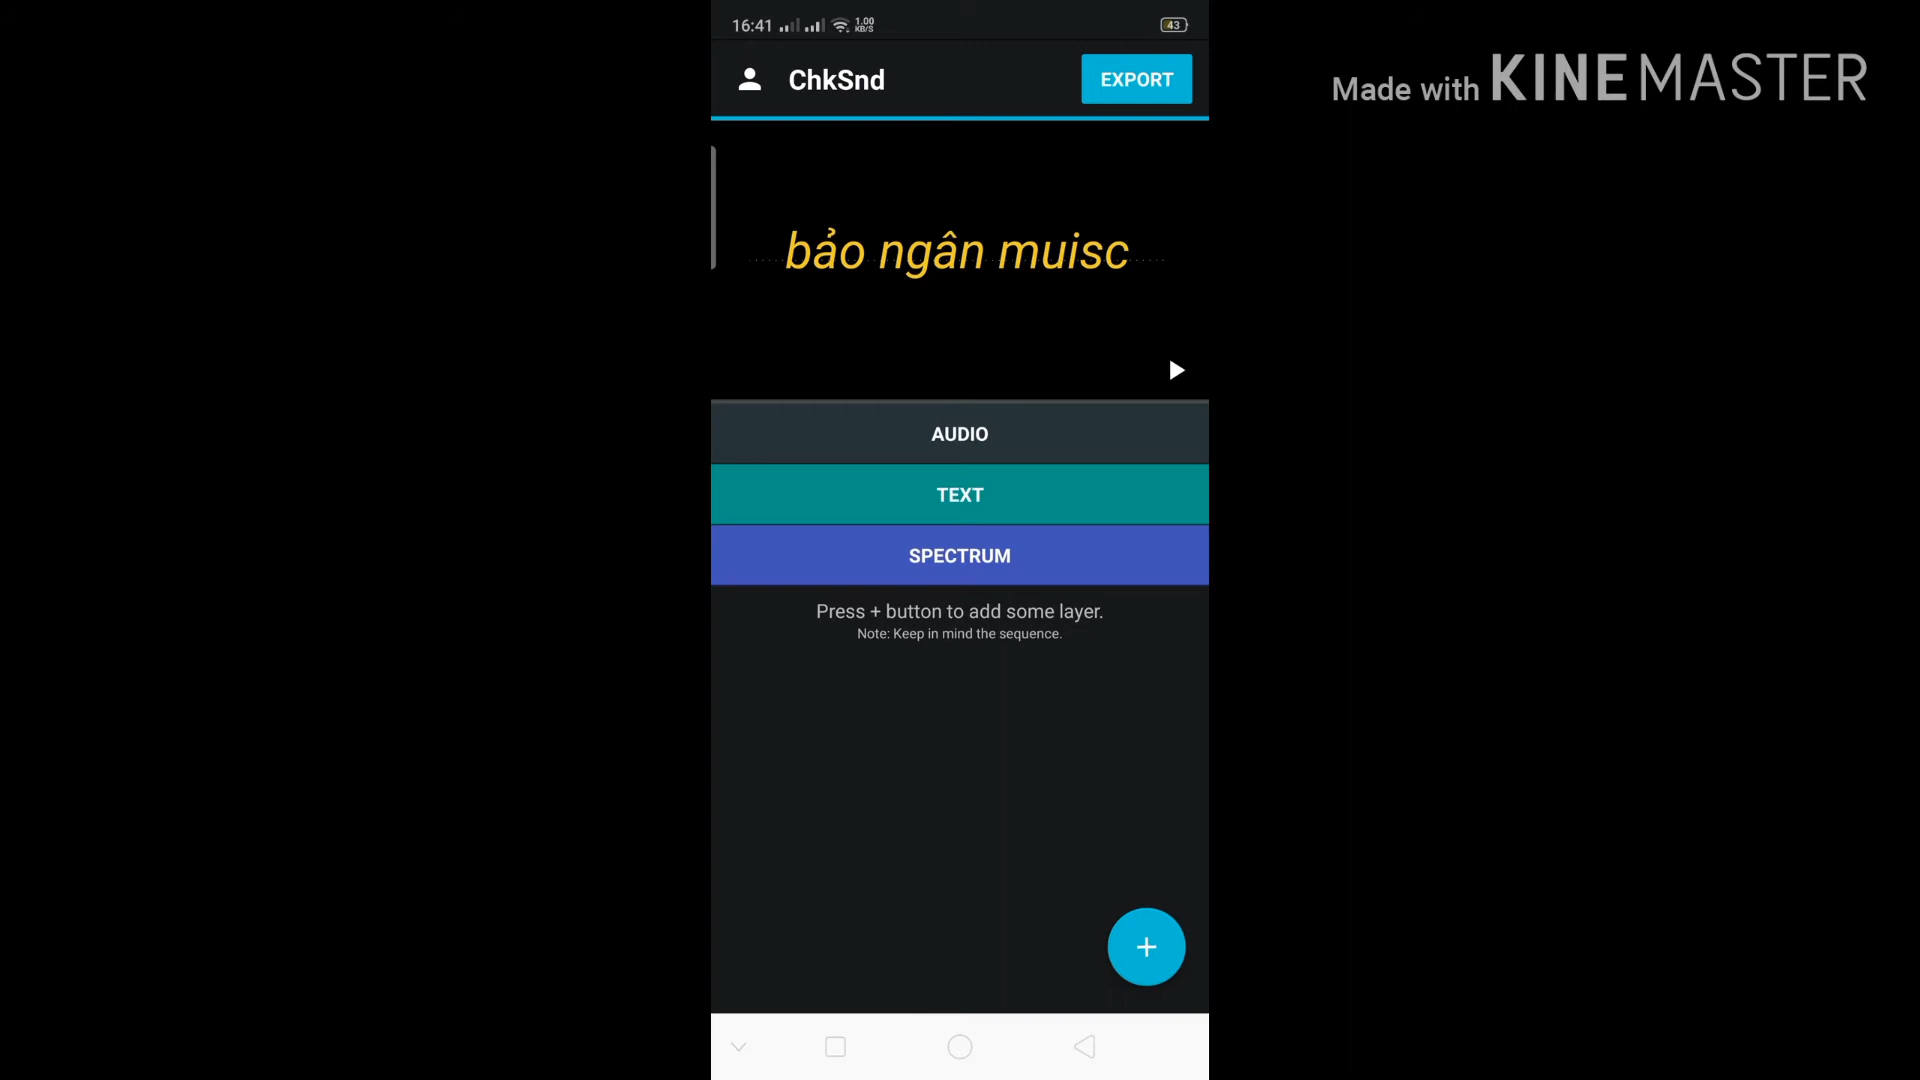 16:41 1.00 KB/S 43
ChkSnd EXPORT
Made with KINEMASTER
bảo ngân muisc
AUDIO
TEXT
SPECTRUM
Press + button to add some layer.
Note: Keep in mind the sequence.